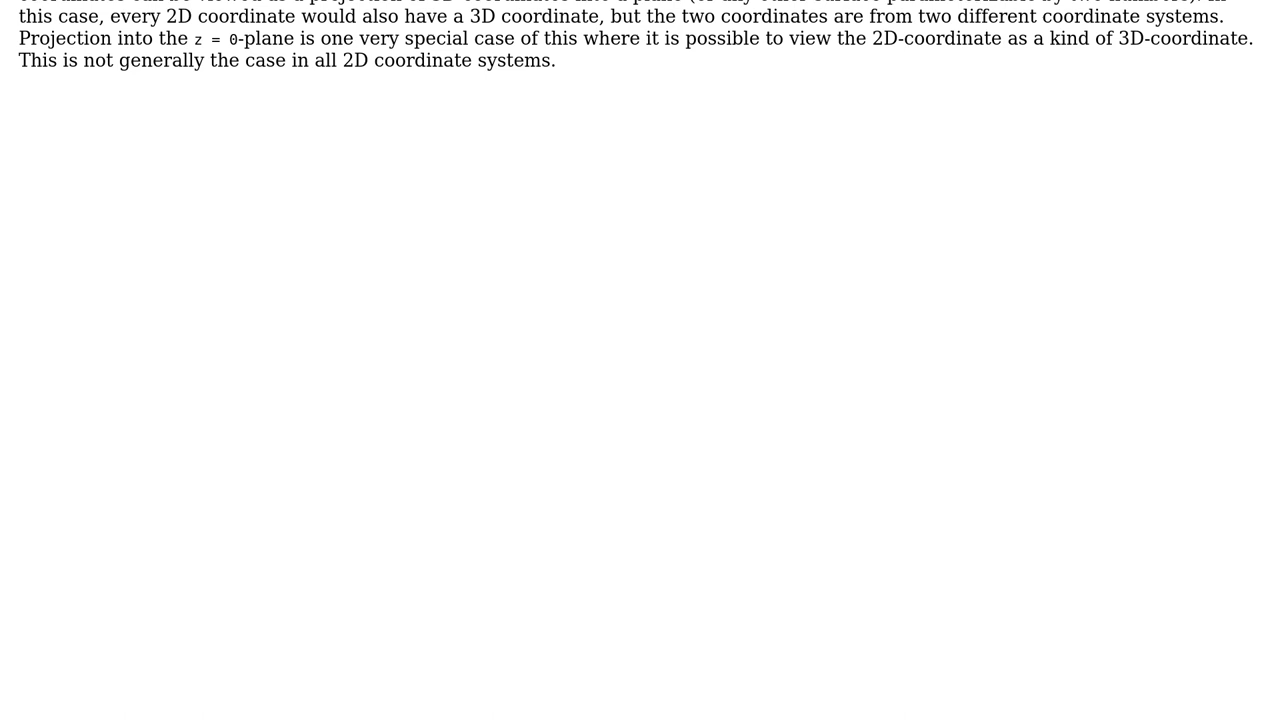 this case, every 2D coordinate would also have a 3D coordinate, but the two coordinates are from two different coordinate systems.
Projection into the z = 0-plane is one very special case of this where it is possible to view the 2D-coordinate as a kind of 3D-coordinate.
This is not generally the case in all 2D coordinate systems.